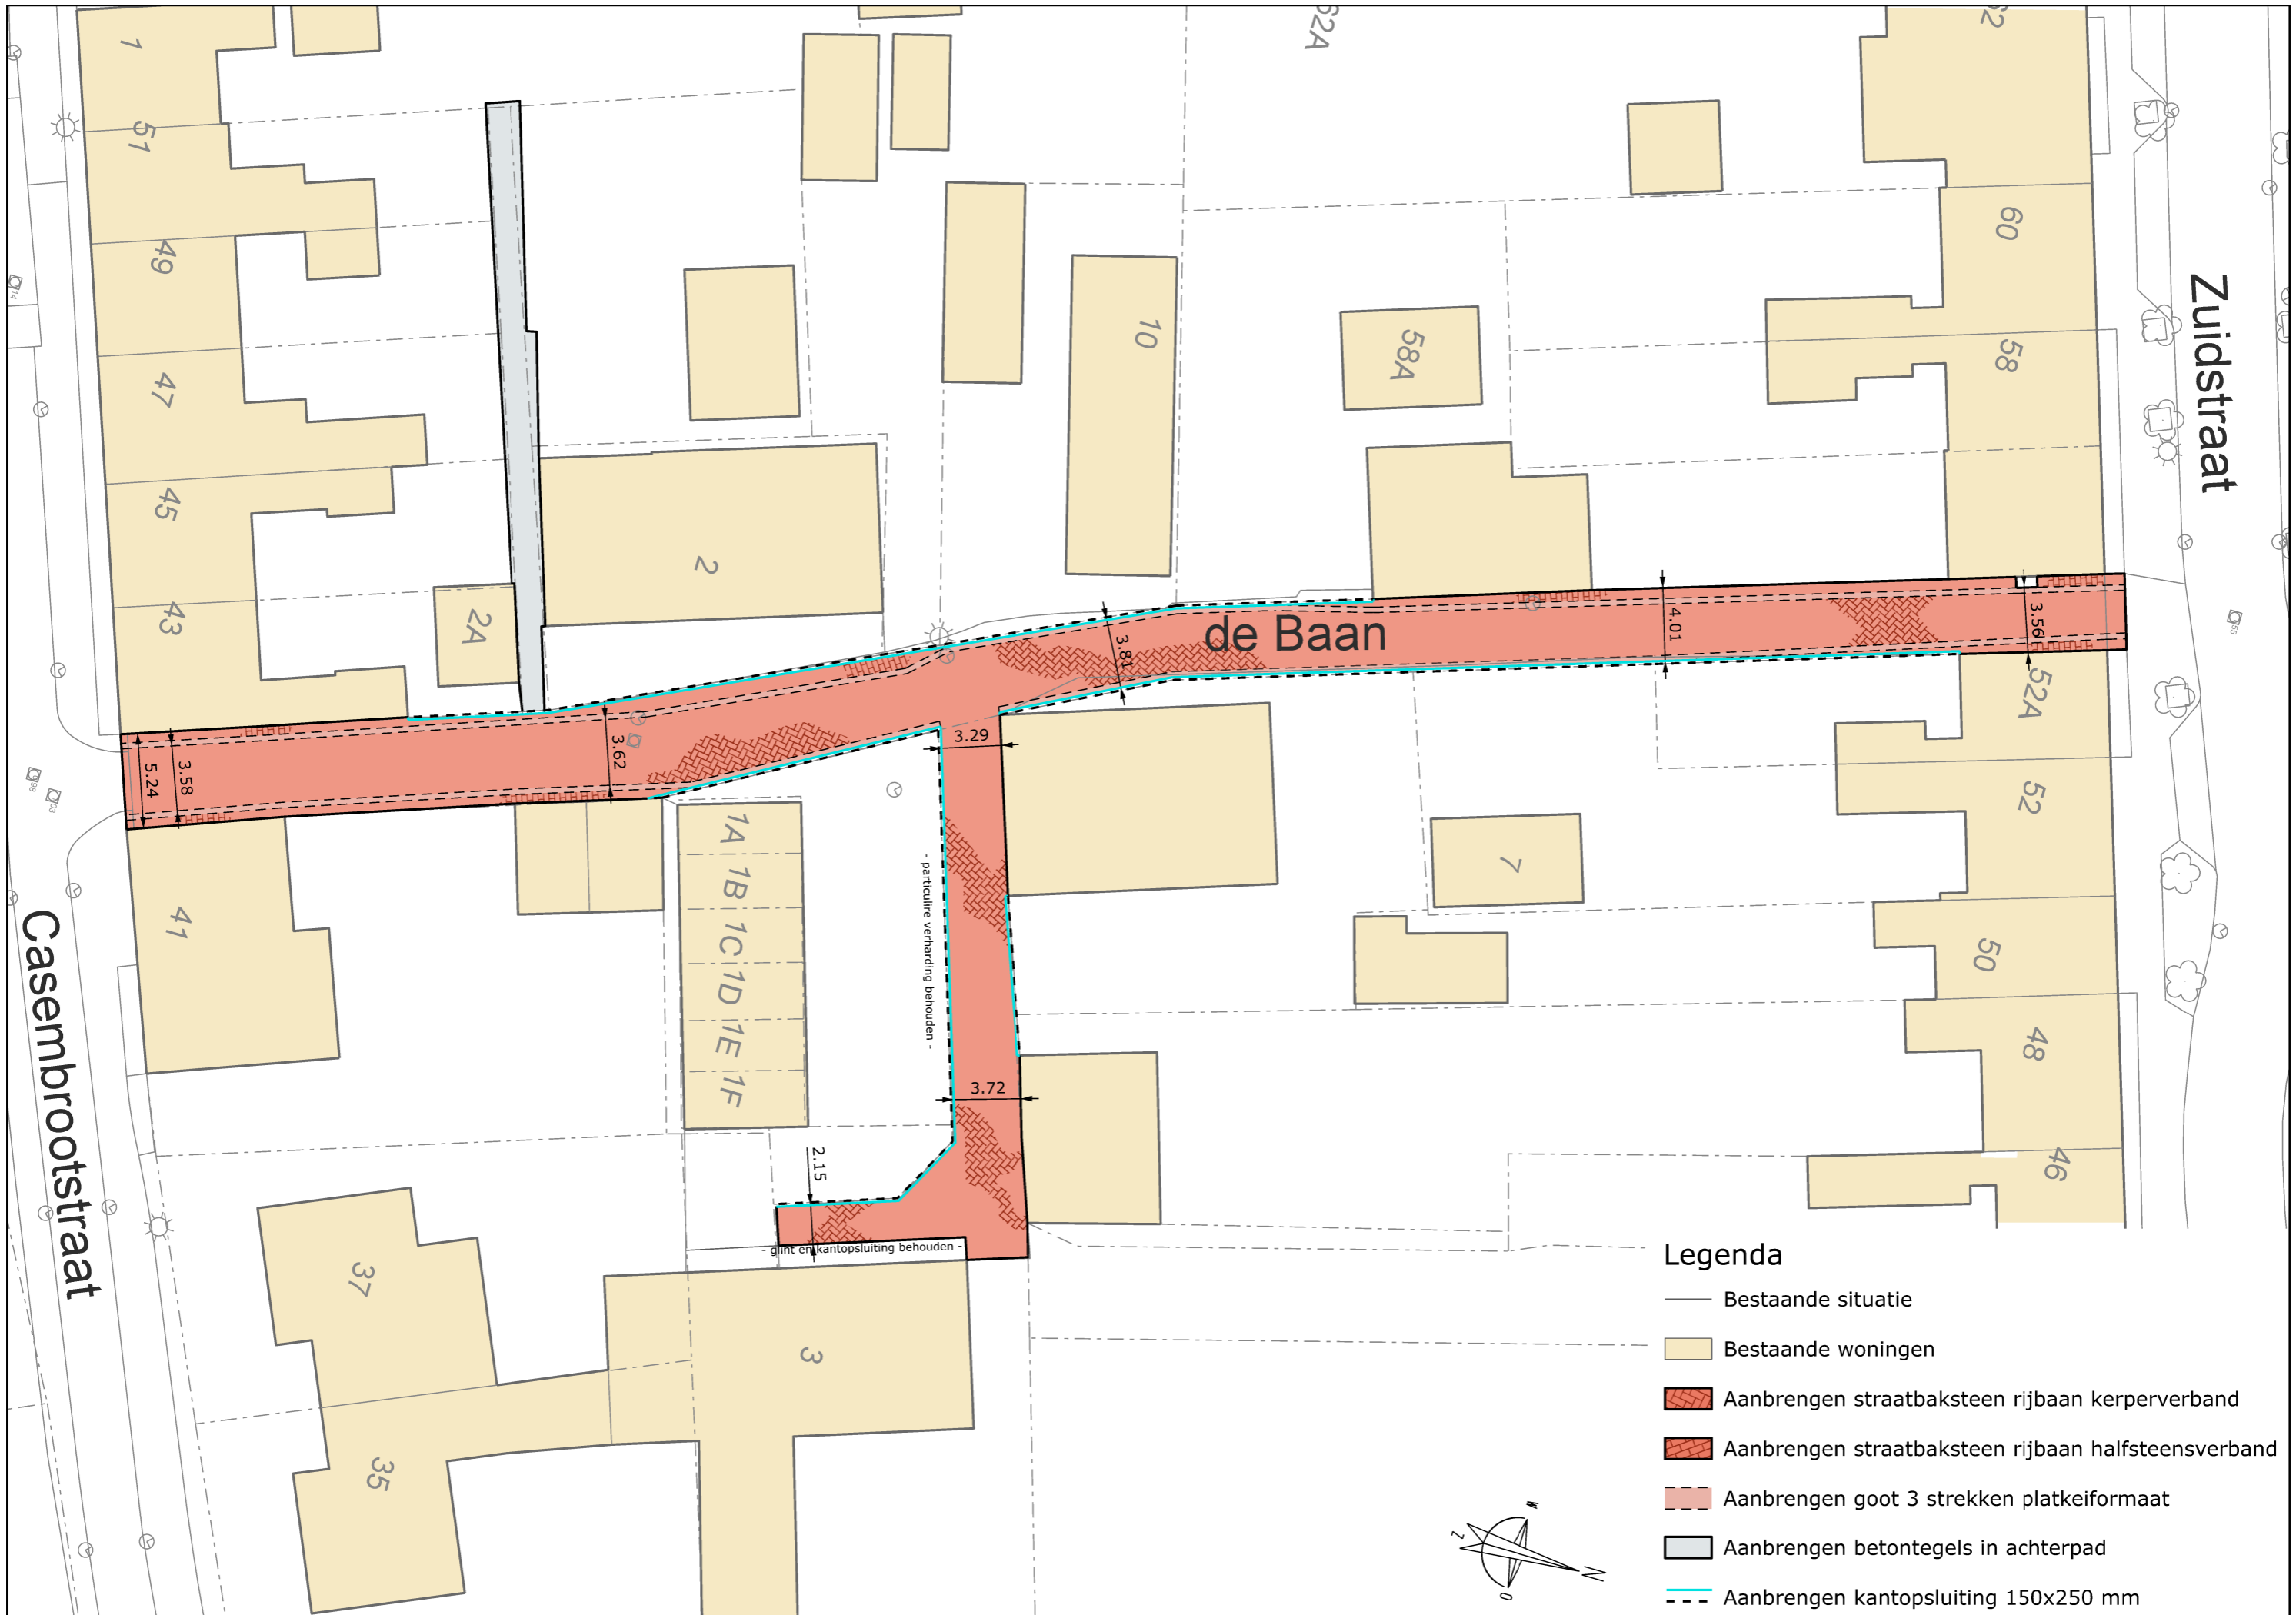 1
51
49
47
45
43
41
37
35
2A
2
10
62A
58A
60
58
52A
52
50
48
46
7
3
1A
1B
1C
1D
1E
1F
Zuidstraat
de Baan
Casembrootstraat
5.24
3.58
3.62
3.81
4.01
3.56
3.29
3.72
2.15
- particulire verharding behouden -
- glint en kantopsluiting behouden -
Legenda
Bestaande situatie
Bestaande woningen
Aanbrengen straatbaksteen rijbaan kerperverband
Aanbrengen straatbaksteen rijbaan halfsteensverband
Aanbrengen goot 3 strekken platkeiformaat
Aanbrengen betontegels in achterpad
Aanbrengen kantopsluiting 150x250 mm
N
O
Z
W